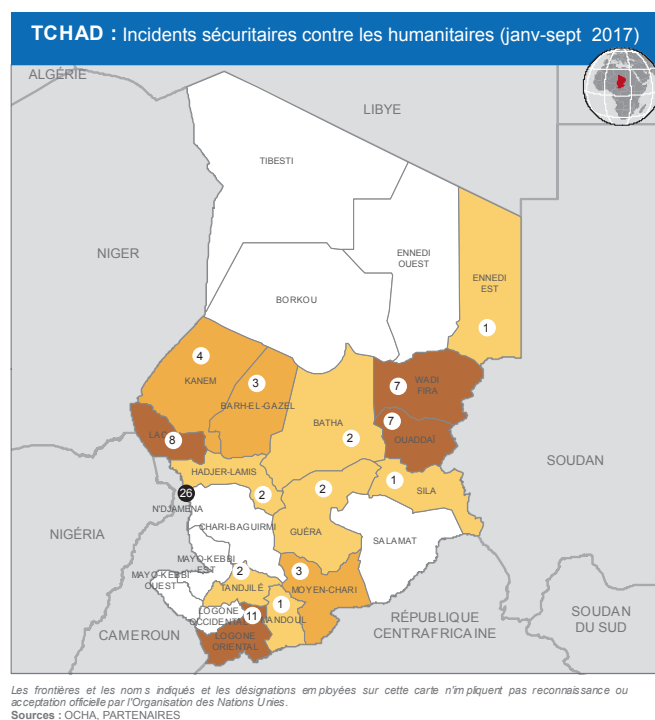 TCHAD : Incidents sécuritaires contre les humanitaires (janv-sept 2017)
ALGÉRIE
LIBYE
TIBESTI
NIGER
ENNEDI
OUEST
ENNEDI
EST
BORKOU
1
4
KANEM
3
BARH-EL-GAZEL
7
WADI
FIRA
7
OUADDAÏ
BATHA
2
LAC
8
SOUDAN
HADJER-LAMIS
2
2
1
SILA
26
N'DJAMENA
NIGÉRIA
CHARI-BAGUIRMI
GUÉRA
SALAMAT
MAYO-KEBBI
EST
MAYO-KEBBI
OUEST
2
TANDJILÉ
3
MOYEN-CHARI
1
MANDOUL
LOGONE
OCCIDENTAL
11
LOGONE
ORIENTAL
CAMEROUN
RÉPUBLIQUE
CENTRAFRICAINE
SOUDAN
DU SUD
Les frontières et les noms indiqués et les désignations employées sur cette carte n'impliquent pas reconnaissance ou
acceptation officielle par l'Organisation des Nations Unies.
Sources : OCHA, PARTENAIRES